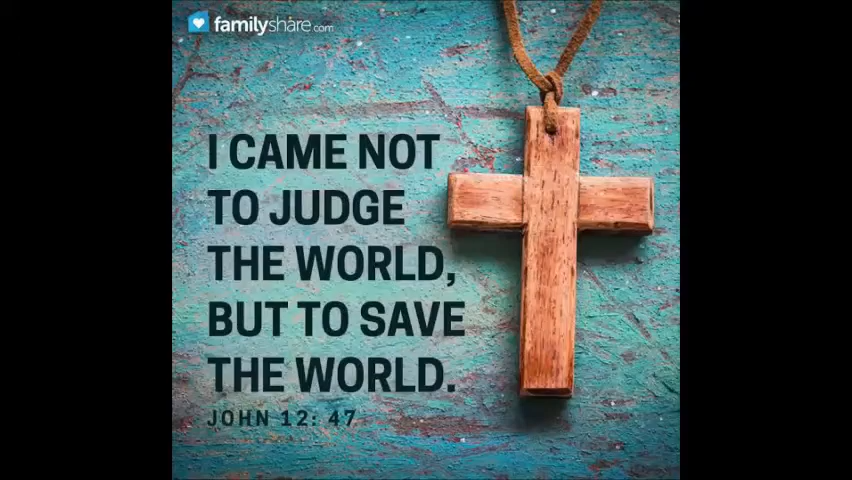 familyshare.com
I CAME NOT
TO JUDGE
THE WORLD,
BUT TO SAVE
THE WORLD.
JOHN 12: 47